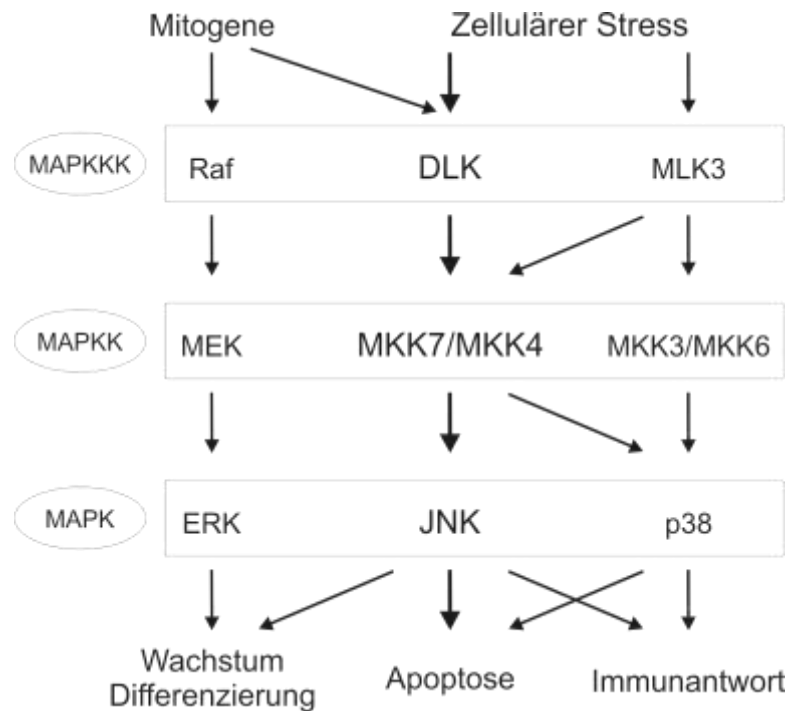 Mitogene Zellulärer Stress
MAPKKK Raf DLK MLK3
MAPKK MEK MKK7/MKK4 MKK3/MKK6
MAPK ERK JNK p38
Wachstum
Differenzierung Apoptose Immunantwort